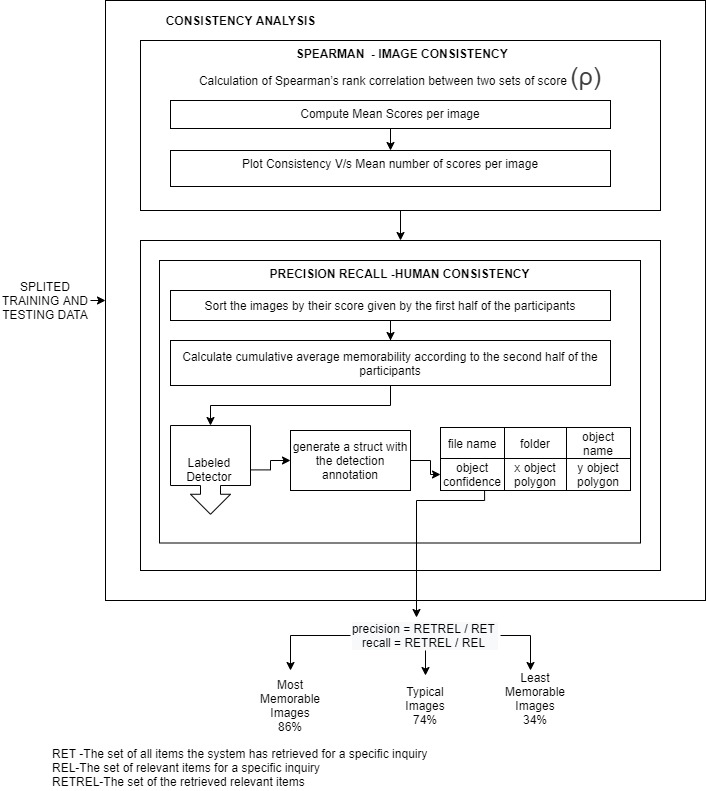 CONSISTENCY ANALYSIS
SPEARMAN - IMAGE CONSISTENCY
Calculation of Spearman's rank correlation between two sets of score (ρ)
Compute Mean Scores per image
Plot Consistency V/s Mean number of scores per image
SPLITED
TRAINING AND
TESTING DATA
PRECISION RECALL -HUMAN CONSISTENCY
Sort the images by their score given by the first half of the participants
Calculate cumulative average memorability according to the second half of the
participants
Labeled
Detector
generate a struct with
the detection
annotation
file name
folder
object
name
object
confidence
x object
polygon
y object
polygon
precision = RETREL / RET
recall = RETREL / REL
Most
Memorable
Images
86%
Typical
Images
74%
Least
Memorable
Images
34%
RET -The set of all items the system has retrieved for a specific inquiry
REL-The set of relevant items for a specific inquiry
RETREL-The set of the retrieved relevant items